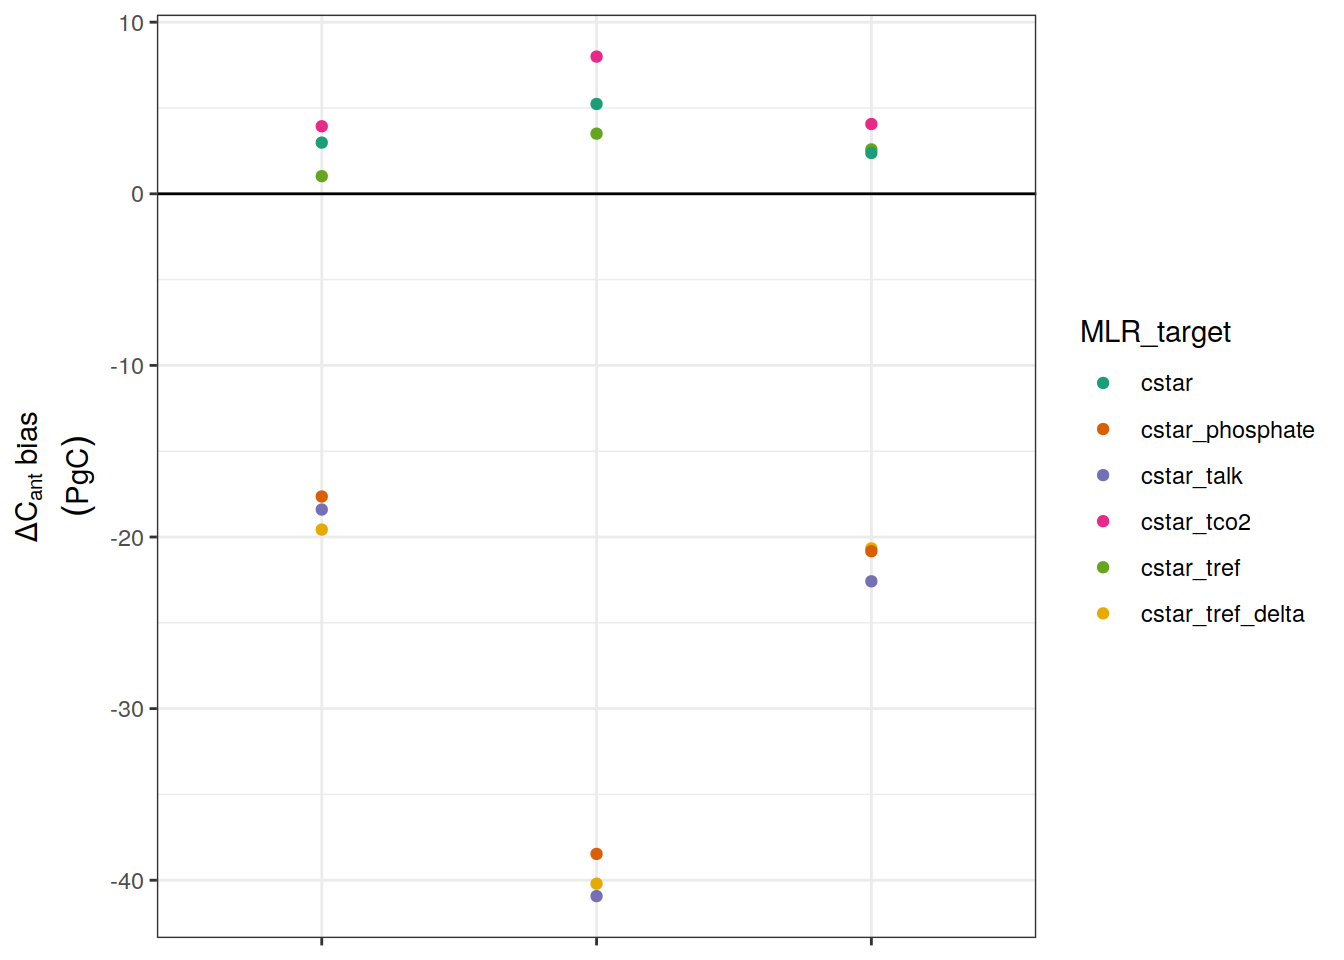 10
0
-10
-20
-30
-40
ΔCant bias
(PgC)
MLR_target
cstar
cstar_phosphate
cstar_talk
cstar_tco2
cstar_tref
cstar_tref_delta